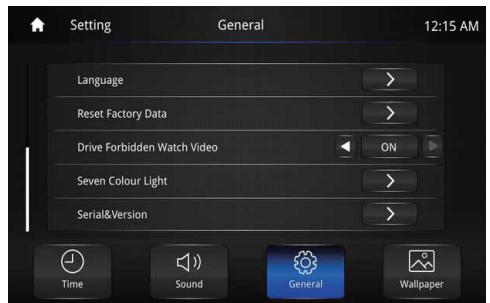 Setting General 12:15 AM
Language
Reset Factory Data
Drive Forbidden Watch Video ON
Seven Colour Light
Serial&Version
Time Sound General Wallpaper